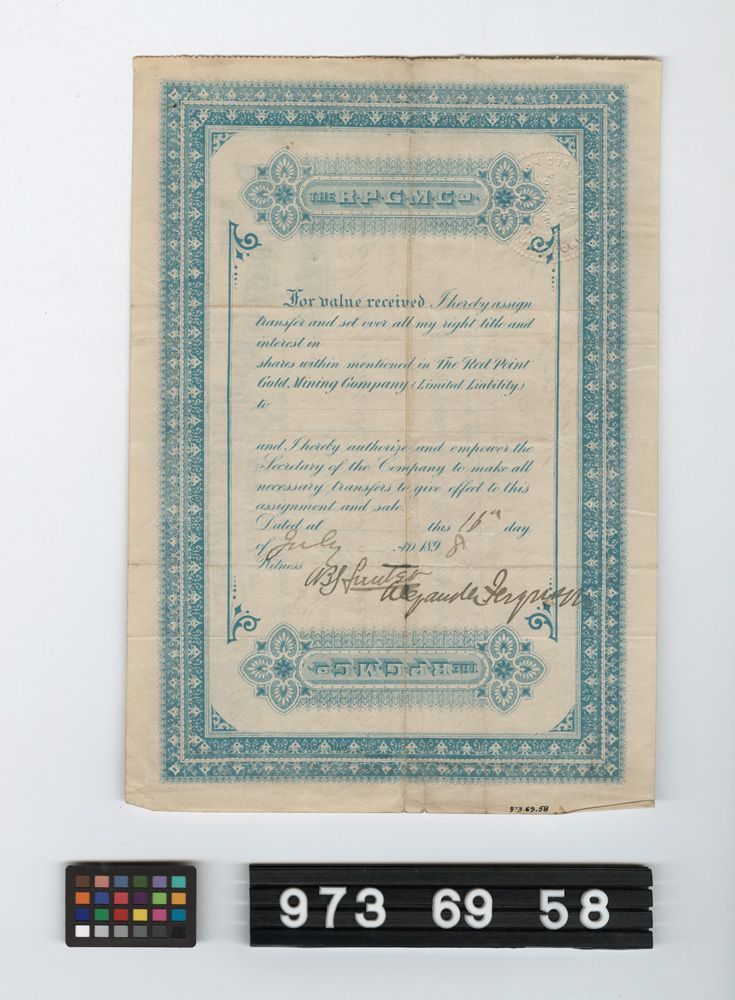 THE R.P.G.M.Co.
For value received I hereby assign
transfer and set over all my right title and
interest in
shares within mentioned in The Red Point
Gold Mining Company (Limited Liability)
to
and I hereby authorize and empower the
Secretary of the Company to make all
necessary transfers to give effect to this
assignment and sale.
Dated at this 16th day
of July AD 1898
Witness
Alexander Ferguson
THE R.P.G.M.Co.
973.69.58
973 69 58